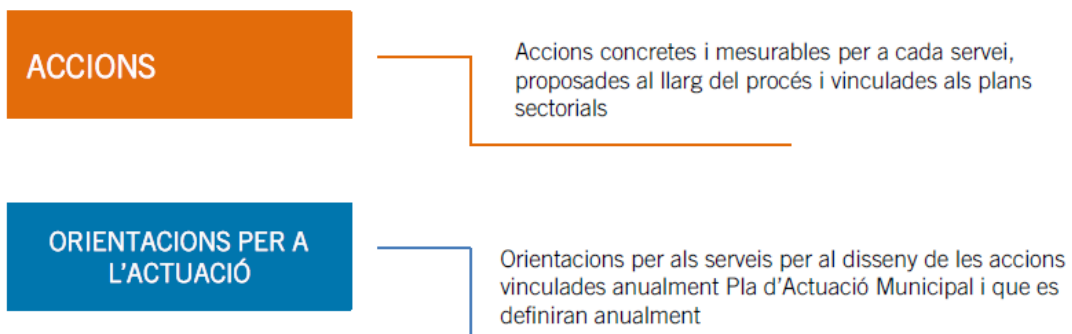 ACCIONS
Accions concretes i mesurables per a cada servei,
proposades al llarg del procés i vinculades als plans
sectorials
ORIENTACIONS PER A
L'ACTUACIÓ
Orientacions per als serveis per al disseny de les accions
vinculades anualment Pla d'Actuació Municipal i que es
definiran anualment